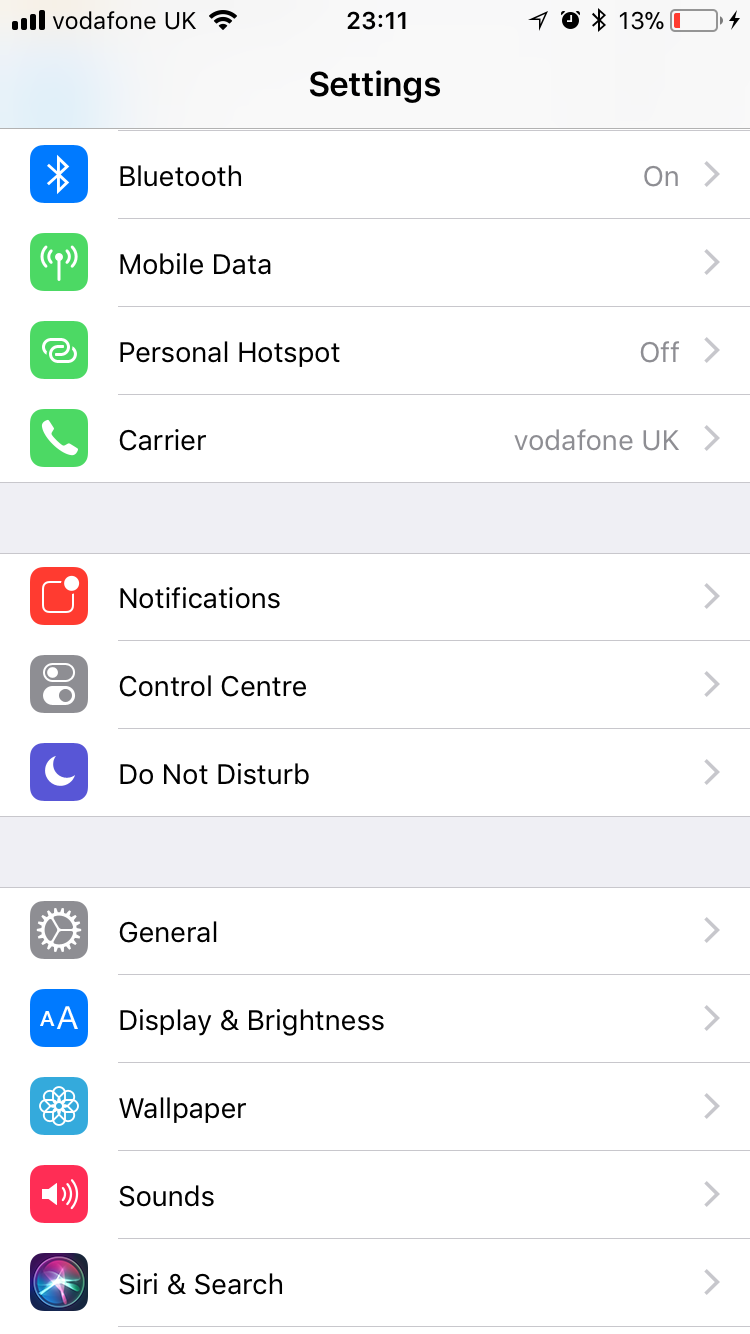 vodafone UK 23:11 13%
Settings
Bluetooth On
Mobile Data
Personal Hotspot Off
Carrier vodafone UK
Notifications
Control Centre
Do Not Disturb
General
AA Display & Brightness
Wallpaper
Sounds
Siri & Search